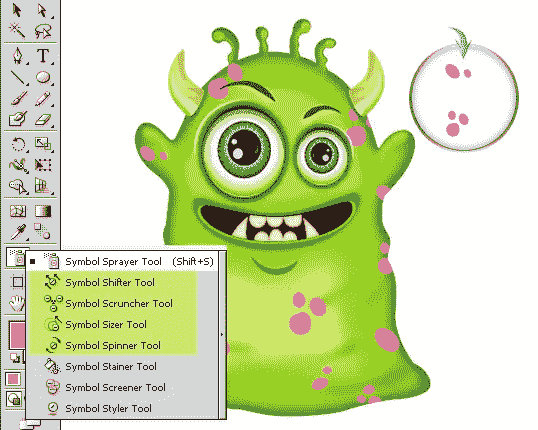 T
Symbol Sprayer Tool (Shift+S)
Symbol Shifter Tool
Symbol Scruncher Tool
Symbol Sizer Tool
Symbol Spinner Tool
Symbol Stainer Tool
Symbol Screener Tool
Symbol Styler Tool